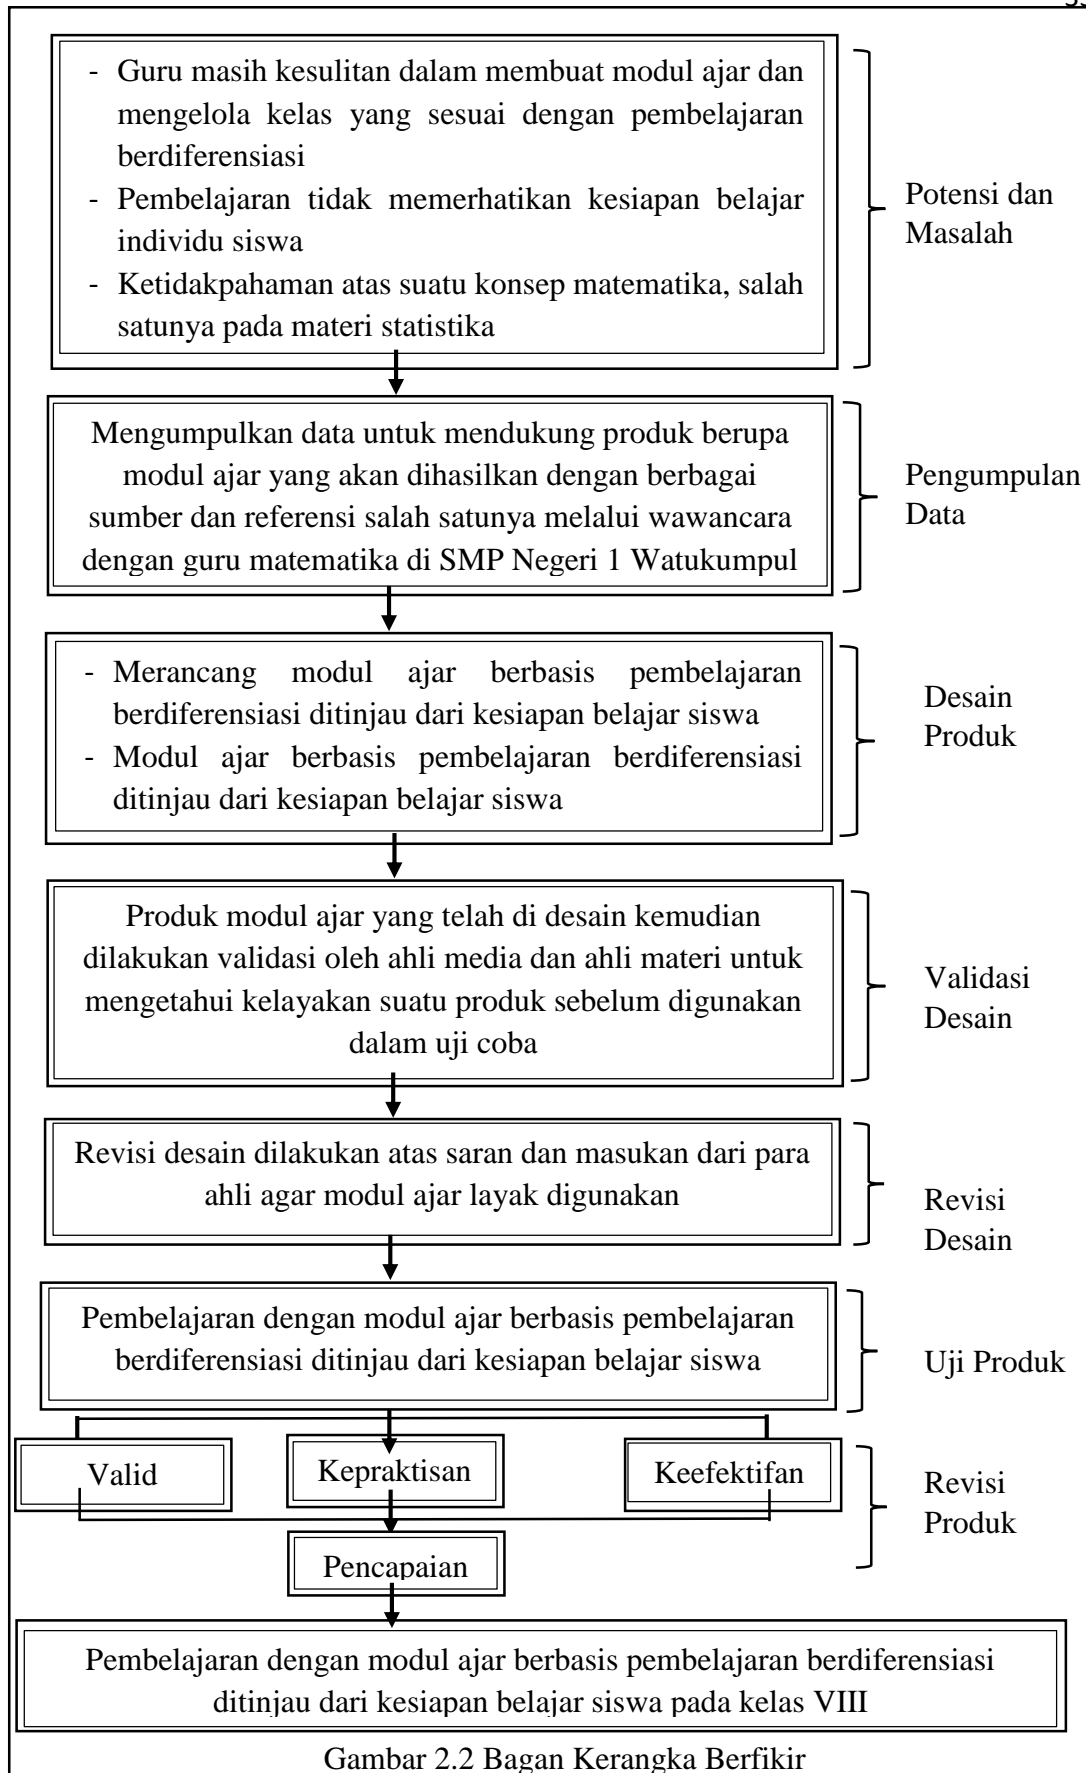 - Guru masih kesulitan dalam membuat modul ajar dan
mengelola kelas yang sesuai dengan pembelajaran
berdiferensiasi
- Pembelajaran tidak memerhatikan kesiapan belajar
individu siswa
- Ketidakpahaman atas suatu konsep matematika, salah
satunya pada materi statistika
Potensi dan
Masalah
Mengumpulkan data untuk mendukung produk berupa
modul ajar yang akan dihasilkan dengan berbagai
sumber dan referensi salah satunya melalui wawancara
dengan guru matematika di SMP Negeri 1 Watukumpul
Pengumpulan
Data
- Merancang modul ajar berbasis pembelajaran
berdiferensiasi ditinjau dari kesiapan belajar siswa
- Modul ajar berbasis pembelajaran berdiferensiasi
ditinjau dari kesiapan belajar siswa
Desain
Produk
Produk modul ajar yang telah di desain kemudian
dilakukan validasi oleh ahli media dan ahli materi untuk
mengetahui kelayakan suatu produk sebelum digunakan
dalam uji coba
Validasi
Desain
Revisi desain dilakukan atas saran dan masukan dari para
ahli agar modul ajar layak digunakan
Revisi
Desain
Pembelajaran dengan modul ajar berbasis pembelajaran
berdiferensiasi ditinjau dari kesiapan belajar siswa
Uji Produk
Valid
Kepraktisan
Keefektifan
Revisi
Produk
Pencapaian
Pembelajaran dengan modul ajar berbasis pembelajaran berdiferensiasi
ditinjau dari kesiapan belajar siswa pada kelas VIII
Gambar 2.2 Bagan Kerangka Berfikir